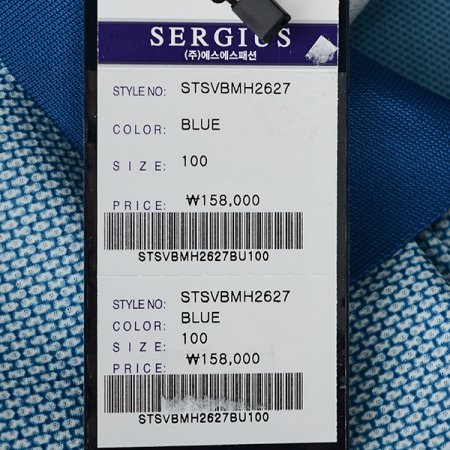 SERGIUS
(주)에스에스패션
STYLE NO: STSVBMH2627
COLOR: BLUE
SIZE: 100
PRICE: ₩158,000
STSVBMH2627BU100
STYLE NO: STSVBMH2627
COLOR: BLUE
SIZE: 100
PRICE: ₩158,000
STSVBMH2627BU100